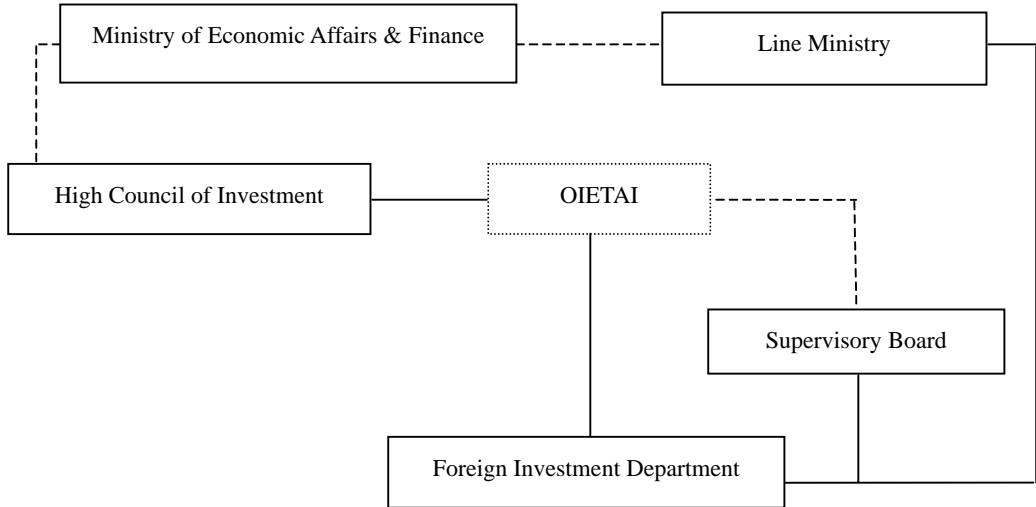 Ministry of Economic Affairs & Finance
Line Ministry
High Council of Investment
OIETAI
Supervisory Board
Foreign Investment Department